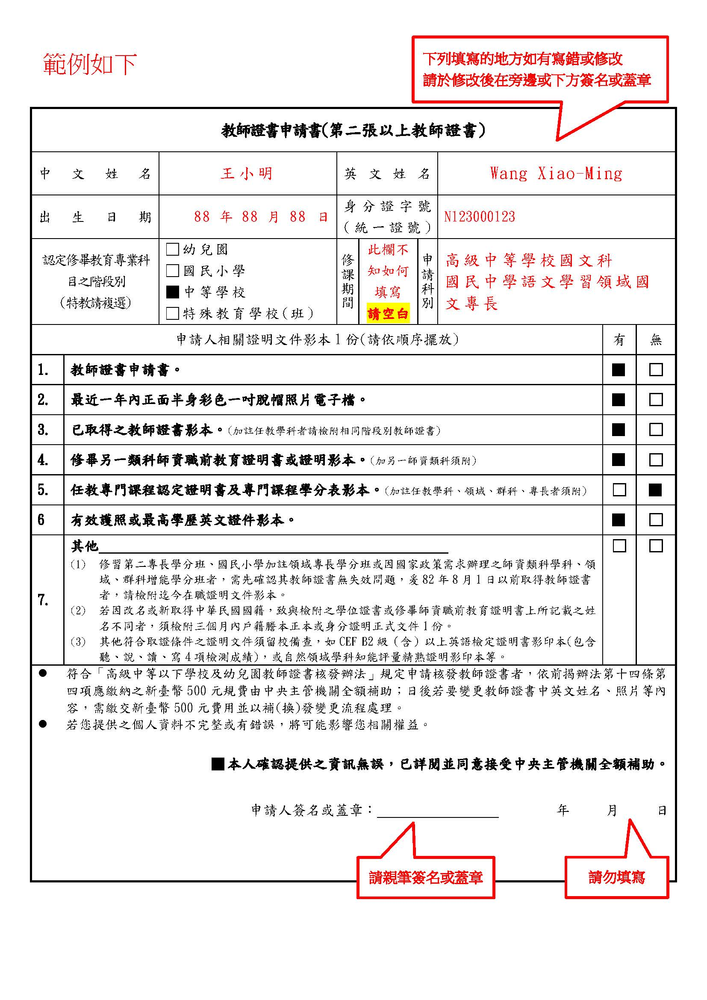 範例如下
下列填寫的地方如有寫錯或修改
請於修改後在旁邊或下方簽名或蓋章
教師證書申請書(第二張以上教師證書)
中文姓名
王小明
英文姓名
Wang Xiao-Ming
出生日期
88 年 88 月 88 日
身分證字號
(統一證號)
N123000123
認定修畢教育專業科
目之階段別
(特教請複選)
□幼兒園
□國民小學
■中等學校
□特殊教育學校(班)
修課期間
此欄不
知如何
填寫
請空白
申請科別
高級中等學校國文科
國民中學語文學習領域國
文專長
申請人相關證明文件影本 1 份(請依順序擺放)
有
無
1. 教師證書申請書。 ■ □
2. 最近一年內正面半身彩色一吋脫帽照片電子檔。 ■ □
3. 已取得之教師證書影本。(加註任教學科者請檢附相同階段別教師證書) ■ □
4. 修畢另一類科師資職前教育證明書或證明影本。(加另一師資類科須附) ■ □
5. 任教專門課程認定證明書及專門課程學分表影本。(加註任教學科、領域、群科、專長者須附) □ ■
6 有效護照或最高學歷英文證件影本。 ■ □
7.
其他 □ □
(1) 修習第二專長學分班、國民小學加註領域專長學分班或因國家政策需求辦理之師資類科學科、領
域、群科增能學分班者，需先確認其教師證書無失效問題，爰 82 年 8 月 1 日以前取得教師證書
者，請檢附迄今在職證明文件影本。
(2) 若因改名或新取得中華民國國籍，致與檢附之學位證書或修畢師資職前教育證明書上所記載之姓
名不同者，須檢附三個月內戶籍謄本正本或身分證明正式文件 1 份。
(3) 其他符合取證條件之證明文件須留校備查，如 CEF B2 級（含）以上英語檢定證明書影印本(包含
聽、說、讀、寫 4 項檢測成績)，或自然領域學科知能評量精熟證明影印本等。
● 符合「高級中等以下學校及幼兒園教師證書核發辦法」規定申請核發教師證書者，依前揭辦法第十四條第
四項應繳納之新臺幣 500 元規費由中央主管機關全額補助；日後若要變更教師證書中英文姓名、照片等內
容，需繳交新臺幣 500 元費用並以補(換)發變更流程處理。
● 若您提供之個人資料不完整或有錯誤，將可能影響您相關權益。
■本人確認提供之資訊無誤，已詳閱並同意接受中央主管機關全額補助。
申請人簽名或蓋章： 年 月 日
請親筆簽名或蓋章
請勿填寫